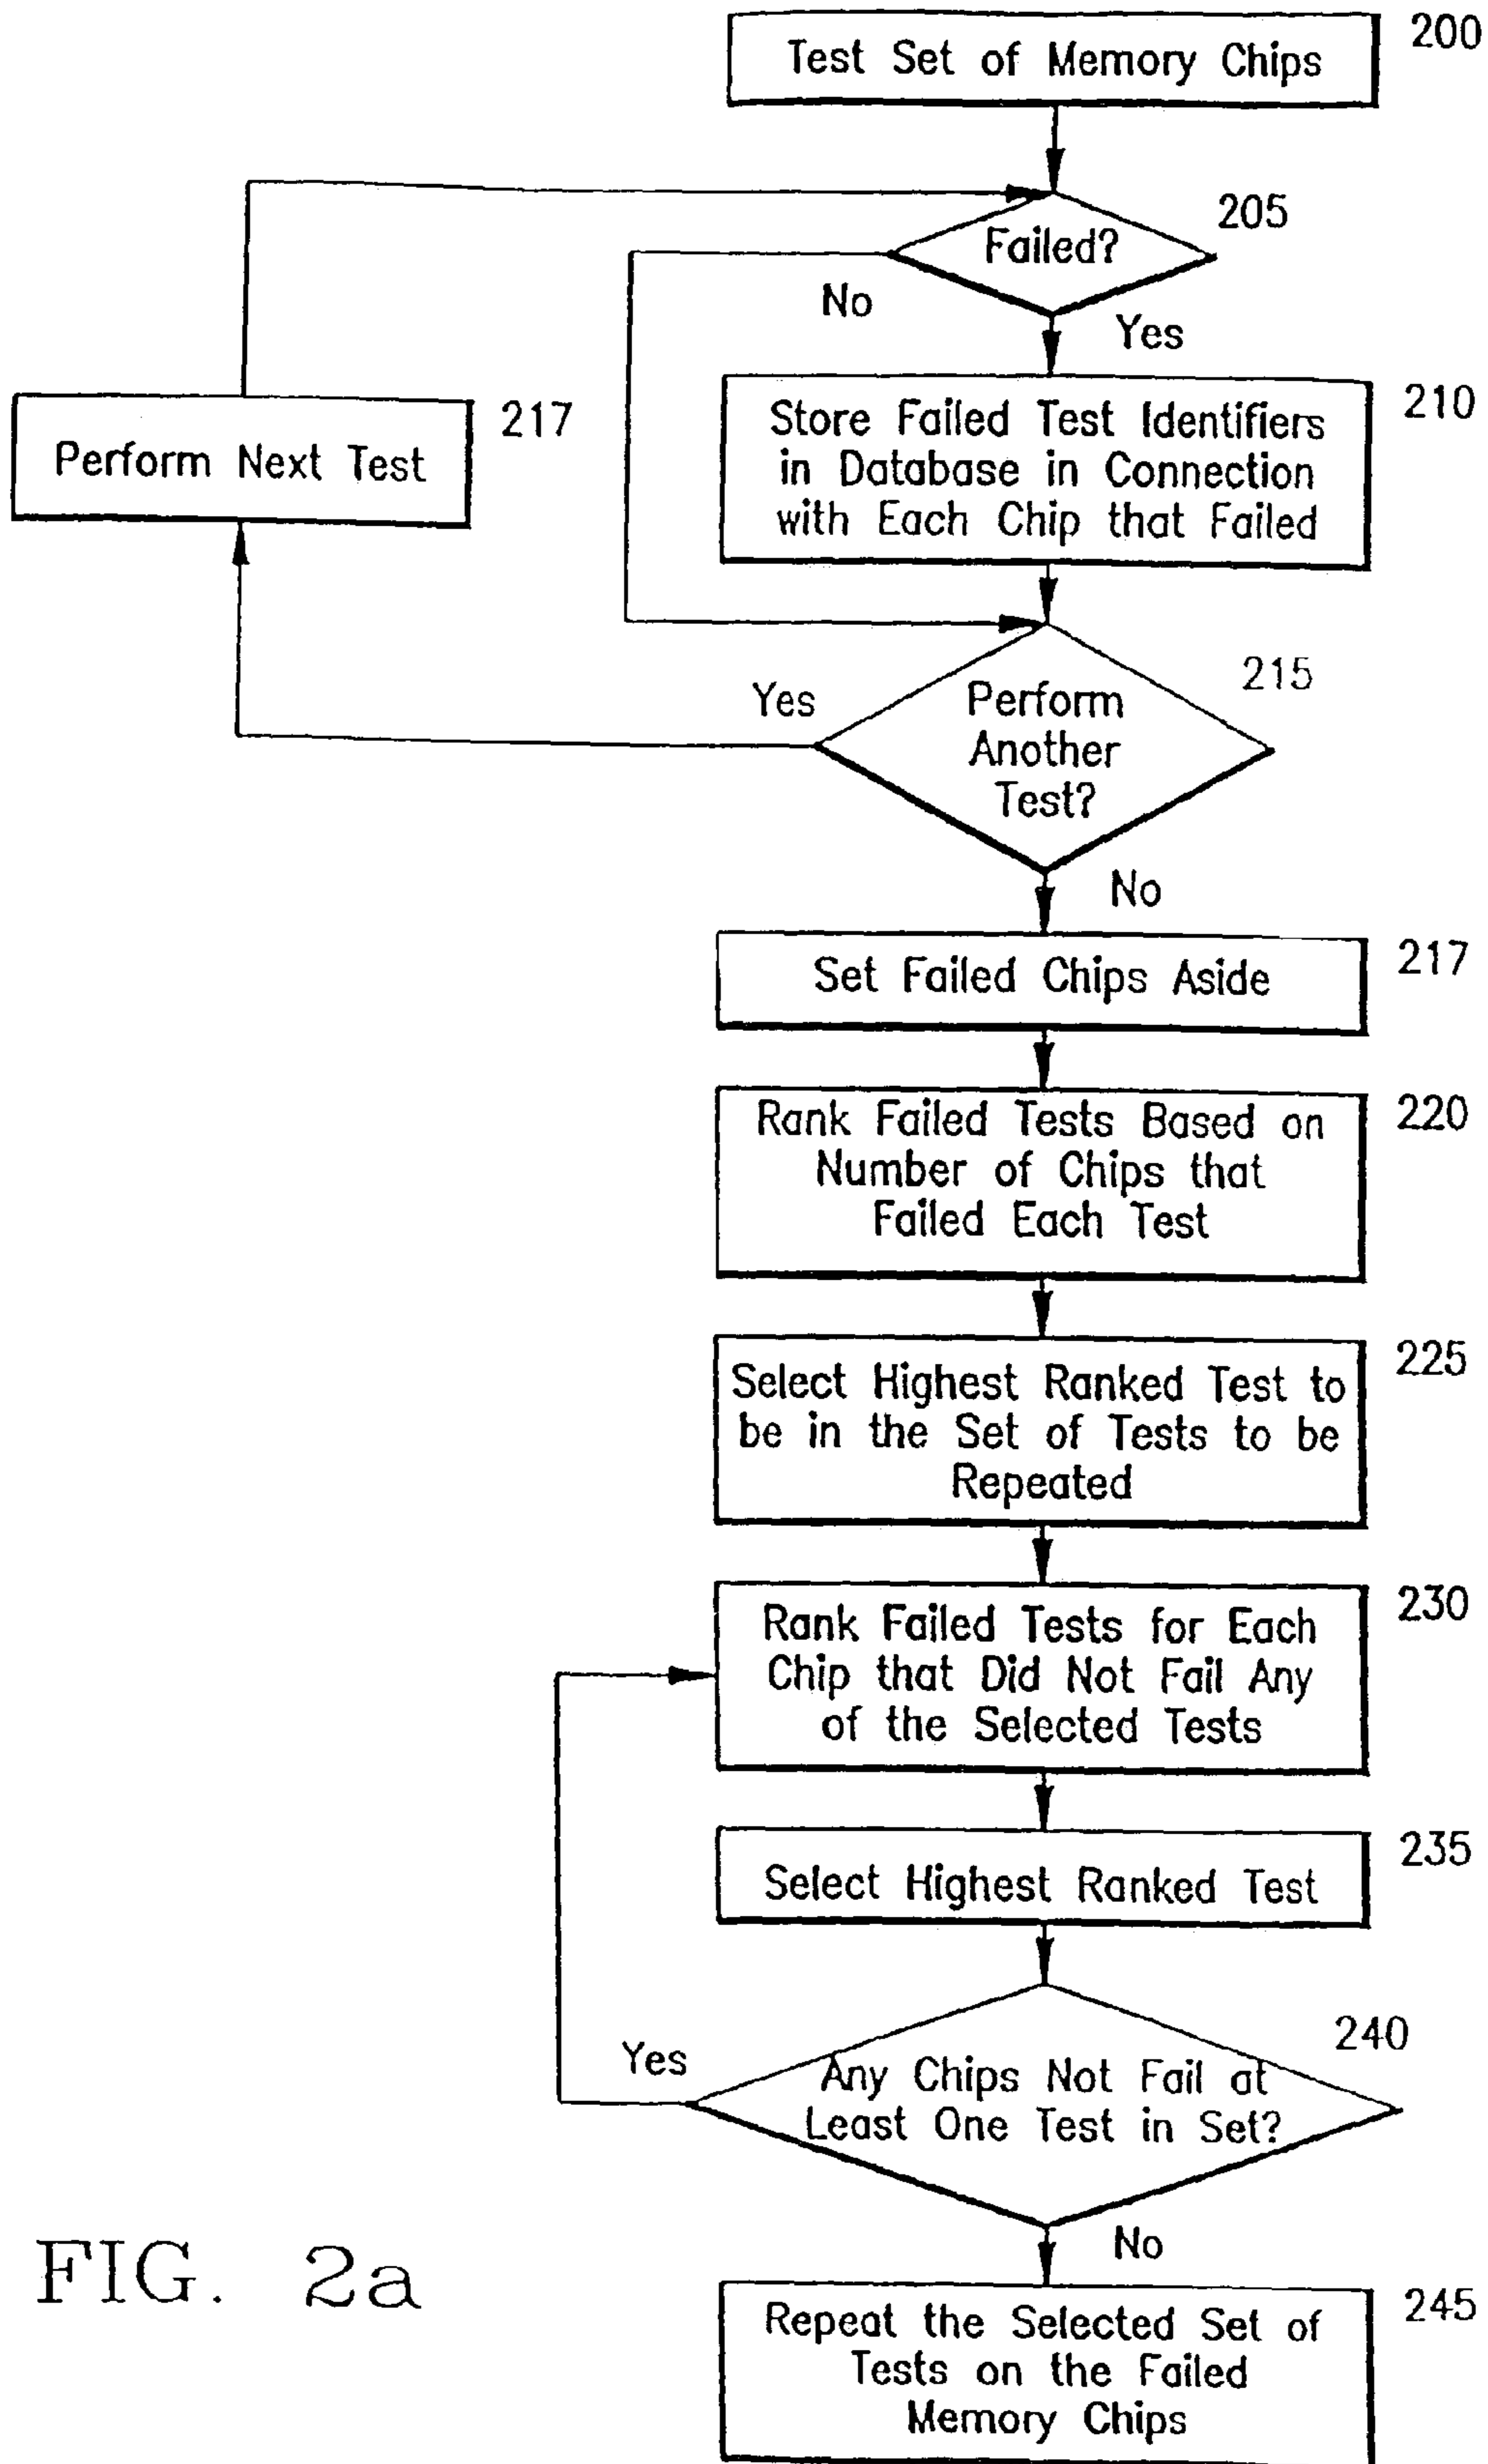 200
Test Set of Memory Chips
205
Failed?
No
Yes
217
Perform Next Test
210
Store Failed Test Identifiers
in Database in Connection
with Each Chip that Failed
215
Yes
Perform
Another
Test?
No
217
Set Failed Chips Aside
220
Rank Failed Tests Based on
Number of Chips that
Failed Each Test
225
Select Highest Ranked Test to
be in the Set of Tests to be
Repeated
230
Rank Failed Tests for Each
Chip that Did Not Fail Any
of the Selected Tests
235
Select Highest Ranked Test
240
Yes
Any Chips Not Fail at
Least One Test in Set?
No
FIG. 2a
245
Repeat the Selected Set of
Tests on the Failed
Memory Chips